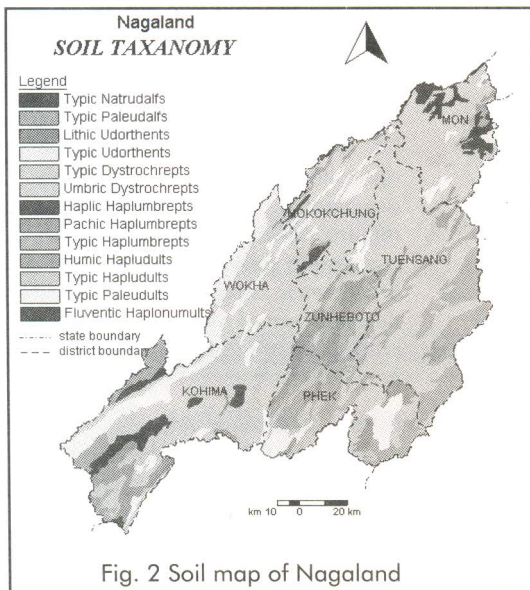 Nagaland
SOIL TAXANOMY
Legend
Typic Natrudalfs
Typic Paleudalfs
Lithic Udorthents
Typic Udorthents
Typic Dystrochrepts
Umbric Dystrochrepts
Haplic Haplumbrepts
Pachic Haplumbrepts
Typic Haplumbrepts
Humic Hapludults
Typic Hapludults
Typic Paleudults
Fluventic Haplonumults
state boundary
district boundary
MON
MOKOKCHUNG
TUENSANG
WOKHA
ZUNHEBOTO
KOHIMA
PHEK
km 10 0 20 km
Fig. 2 Soil map of Nagaland